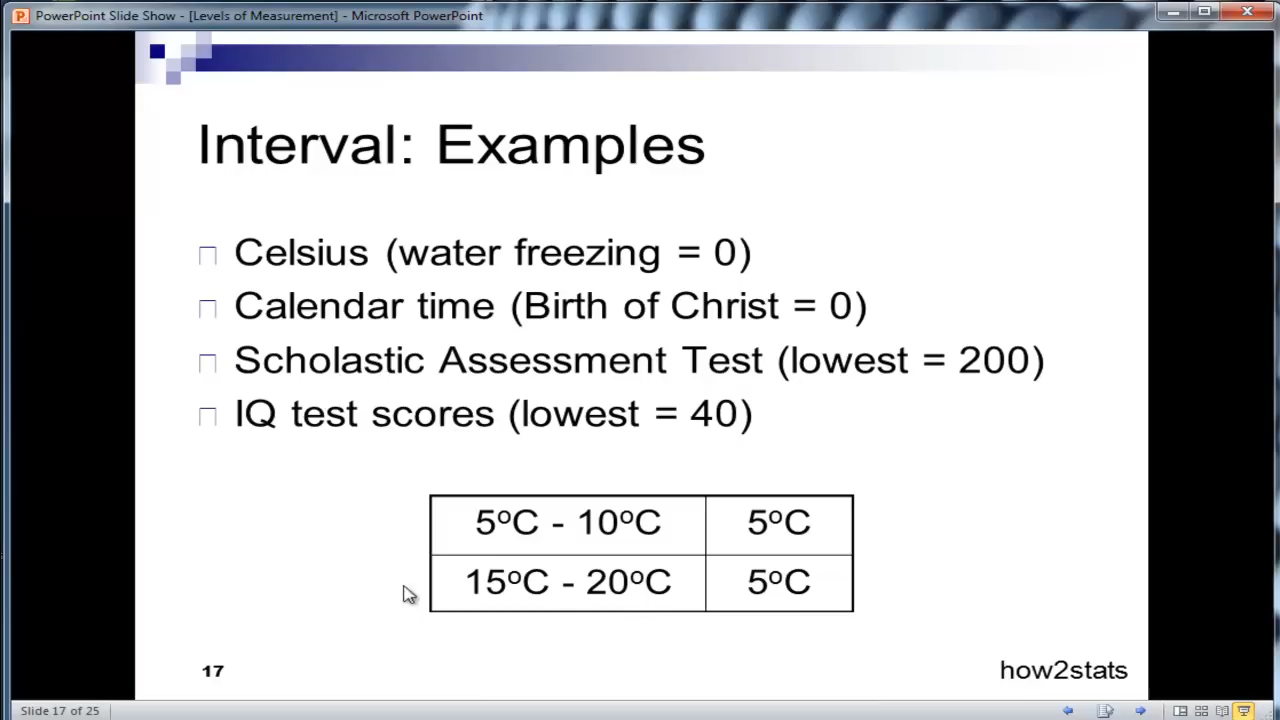 PowerPoint Slide Show - [Levels of Measurement] - Microsoft PowerPoint
Interval: Examples
Celsius (water freezing = 0)
Calendar time (Birth of Christ = 0)
Scholastic Assessment Test (lowest = 200)
IQ test scores (lowest = 40)
5ºC - 10ºC 5ºC
15ºC - 20ºC 5ºC
17 how2stats
Slide 17 of 25